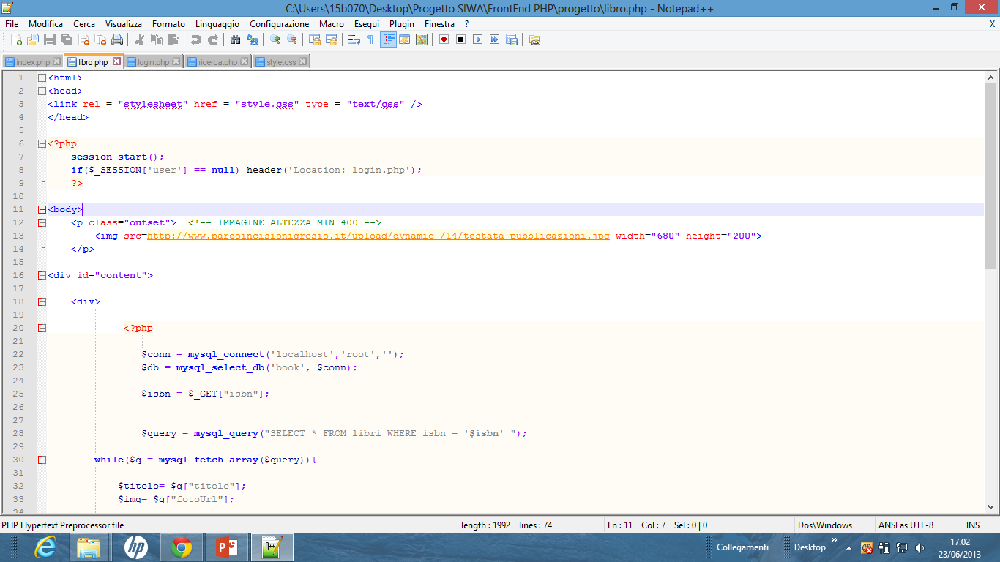 C:\Users\15b070\Desktop\Progetto SIWA\FrontEnd PHP\progetto\libro.php - Notepad++
File Modifica Cerca Visualizza Formato Linguaggio Configurazione Macro Esegui Plugin Finestra ? X
index.php libro.php login.php ricerca.php style.css
1 <html>
2 <head>
3 <link rel = "stylesheet" href = "style.css" type = "text/css" />
4 </head>
5
6 <?php
7 session_start();
8 if($_SESSION['user'] == null) header('Location: login.php');
9 ?>
10
11 <body>
12 <p class="outset"> <!-- IMMAGINE ALTEZZA MIN 400 -->
13 <img src=http://www.parcoincisionigrosio.it/upload/dynamic_/14/testata-pubblicazioni.jpg width="680" height="200">
14 </p>
15
16 <div id="content">
17
18 <div>
19
20 <?php
21
22 $conn = mysql_connect('localhost','root','');
23 $db = mysql_select_db('book', $conn);
24
25 $isbn = $_GET["isbn"];
26
27
28 $query = mysql_query("SELECT * FROM libri WHERE isbn = '$isbn' ");
29
30 while($q = mysql_fetch_array($query)){
31
32 $titolo= $q["titolo"];
33 $img= $q["fotoUrl"];
34
PHP Hypertext Preprocessor file length : 1992 lines : 74 Ln : 11 Col : 7 Sel : 0 | 0 Dos\Windows ANSI as UTF-8 INS
hp P N++ Collegamenti Desktop » 17.02
23/06/2013